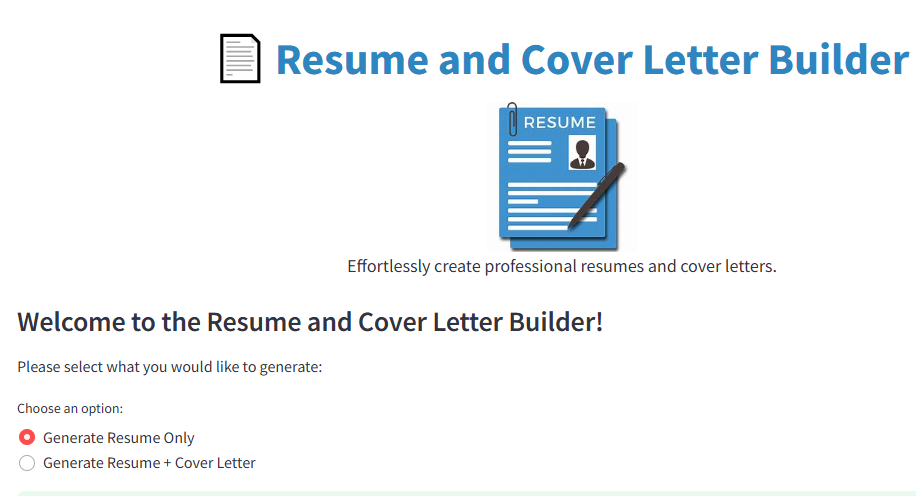 Resume and Cover Letter Builder
RESUME
Effortlessly create professional resumes and cover letters.
Welcome to the Resume and Cover Letter Builder!
Please select what you would like to generate:
Choose an option:
Generate Resume Only
Generate Resume + Cover Letter